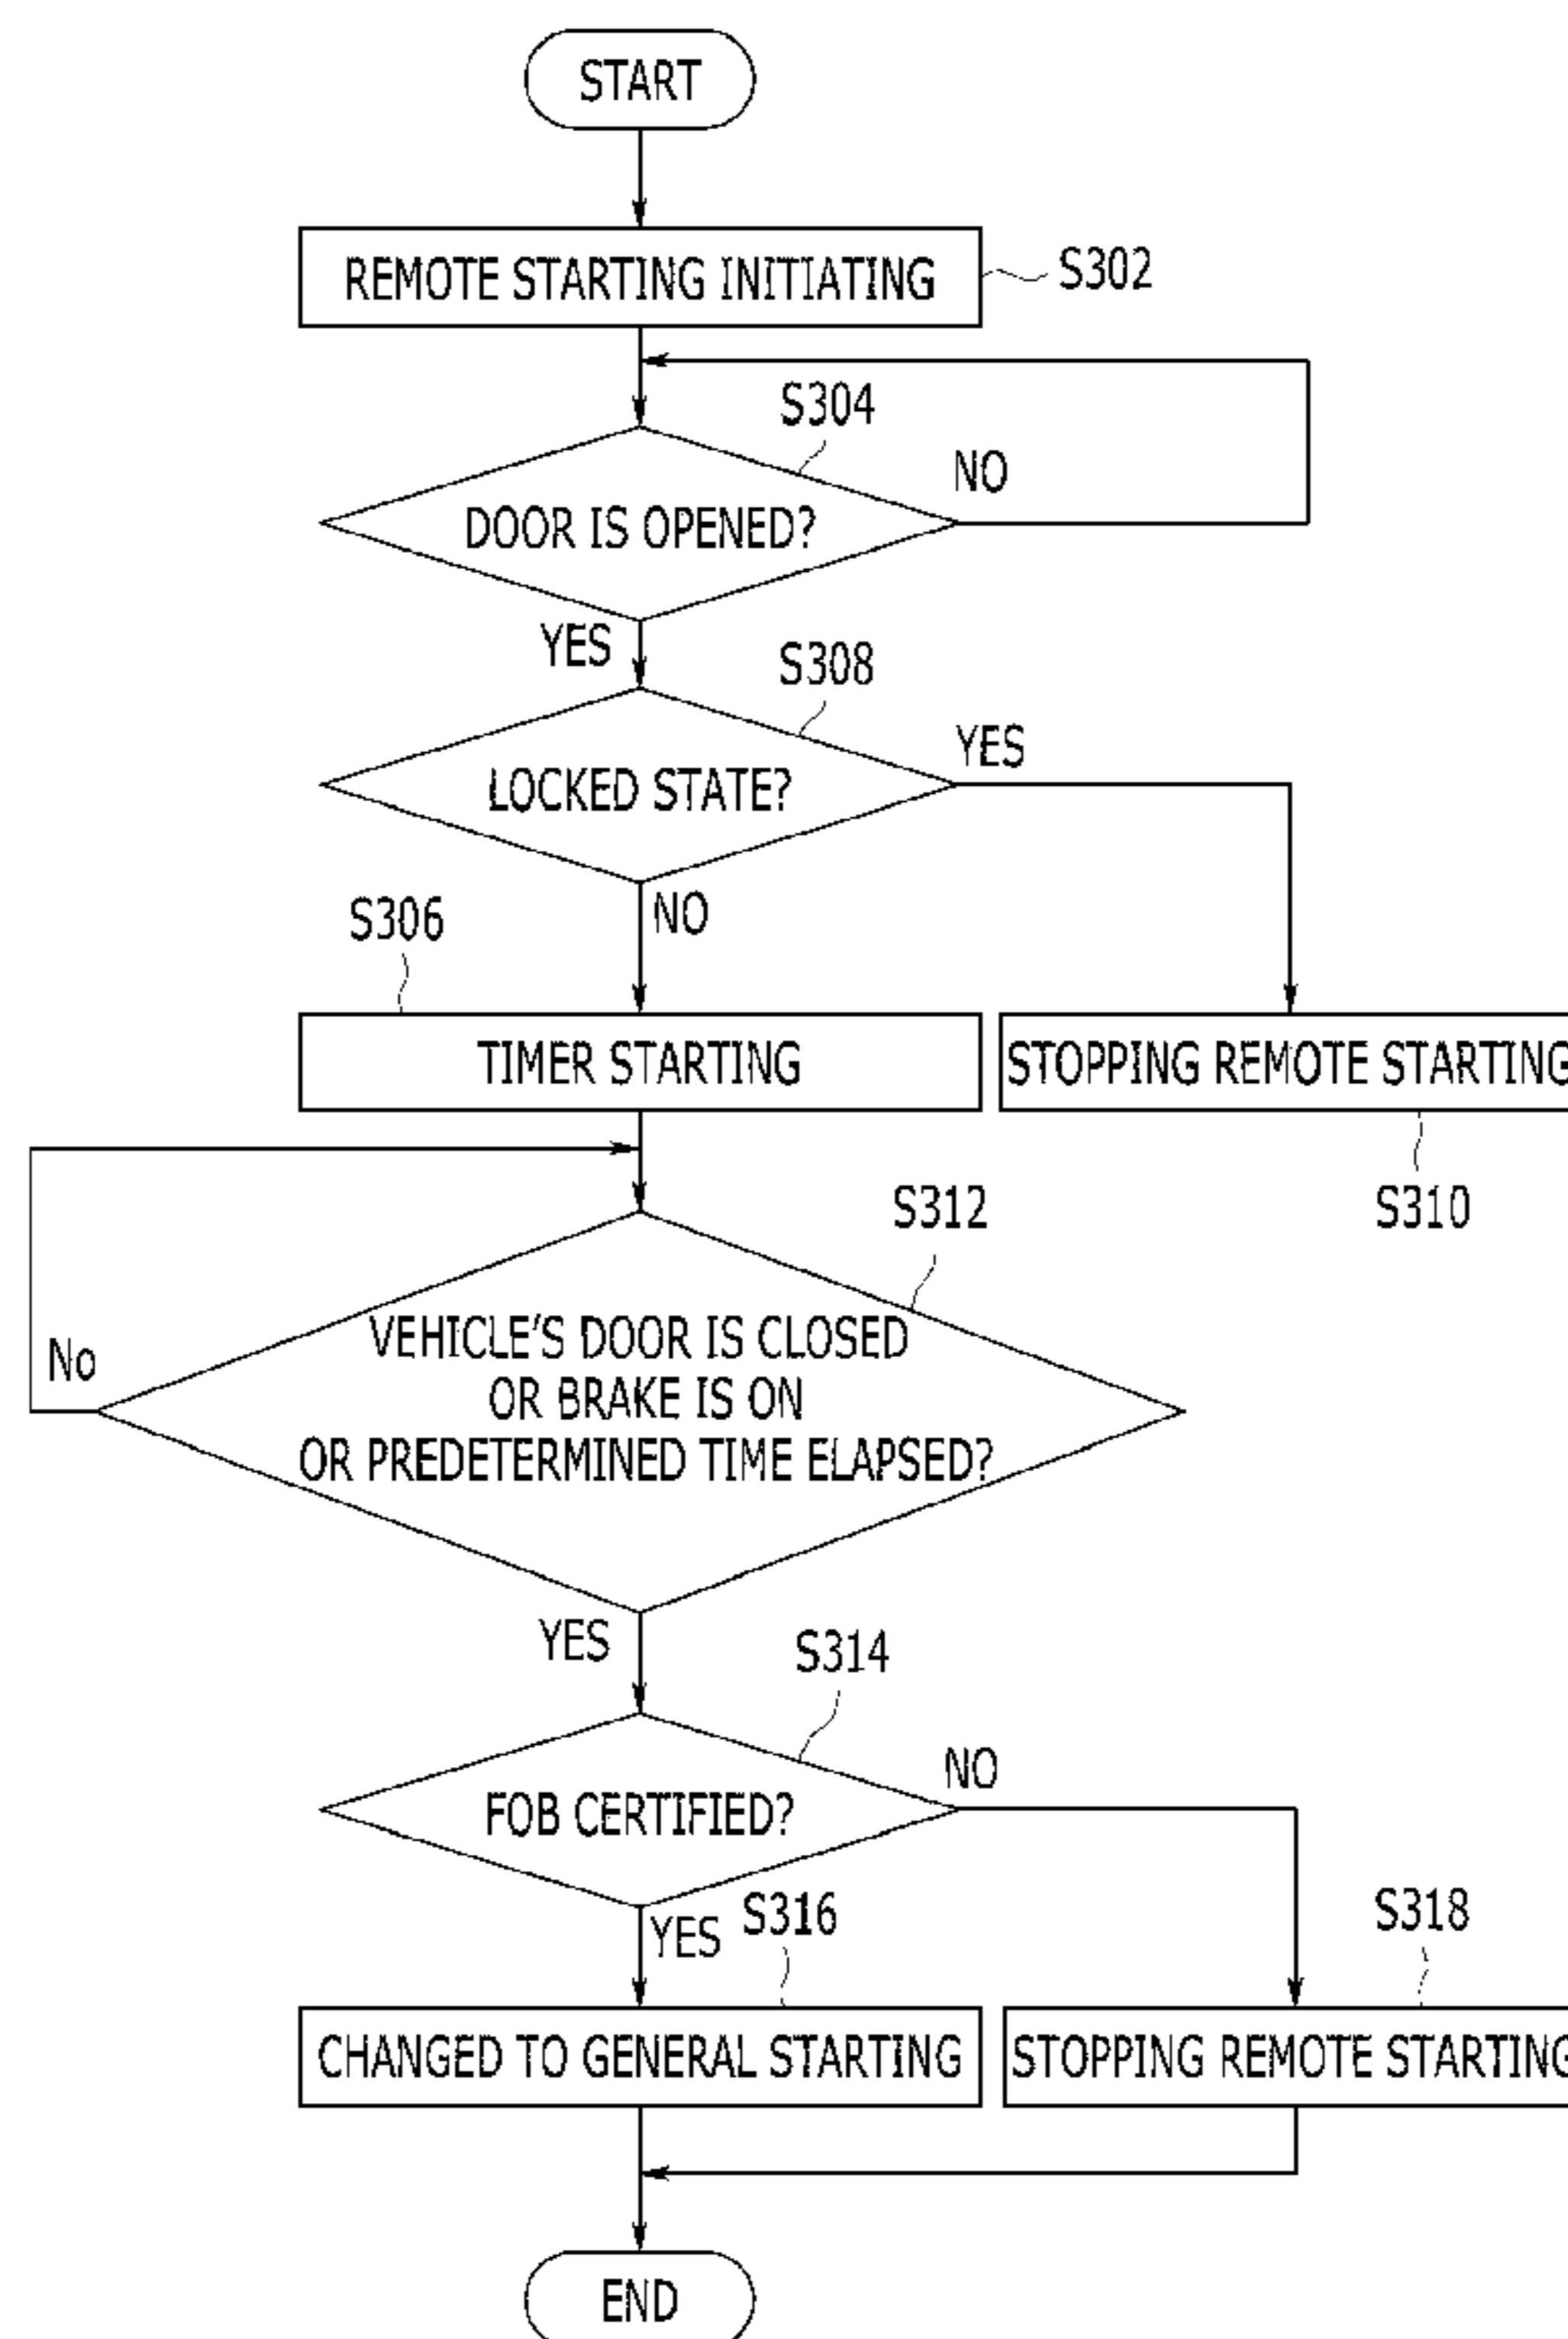 START
REMOTE STARTING INITIATING
S302
S304
NO
DOOR IS OPENED?
YES
S308
YES
LOCKED STATE?
NO
S306
TIMER STARTING
STOPPING REMOTE STARTING
S310
S312
No
VEHICLE'S DOOR IS CLOSED
OR BRAKE IS ON
OR PREDETERMINED TIME ELAPSED?
YES
S314
NO
FOB CERTIFIED?
YES
S316
S318
CHANGED TO GENERAL STARTING
STOPPING REMOTE STARTING
END